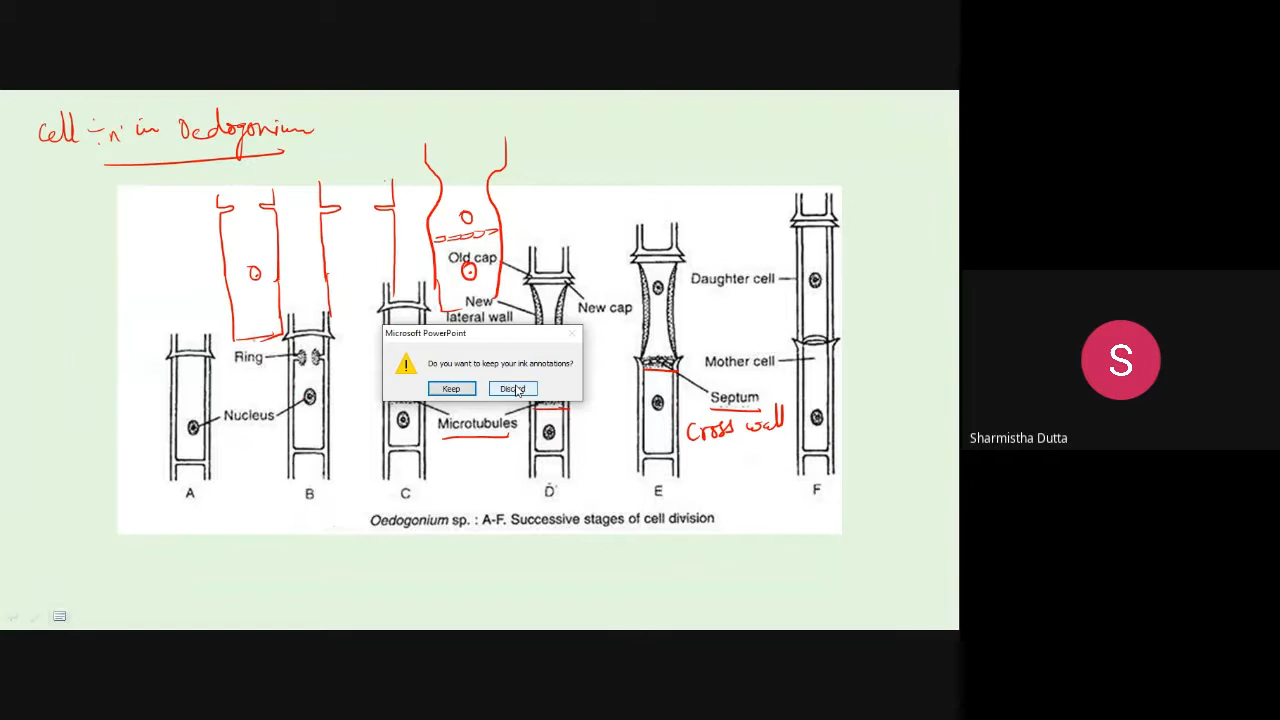 Cell ÷n in Oedogonium
Old cap
New
lateral wall
New cap
Daughter cell
Microsoft PowerPoint
Ring
Do you want to keep your ink annotations?
Mother cell
Keep
Discard
Septum
Nucleus
Microtubules
Cross wall
Sharmistha Dutta
S
A
B
C
D
E
F
Oedogonium sp. : A-F. Successive stages of cell division